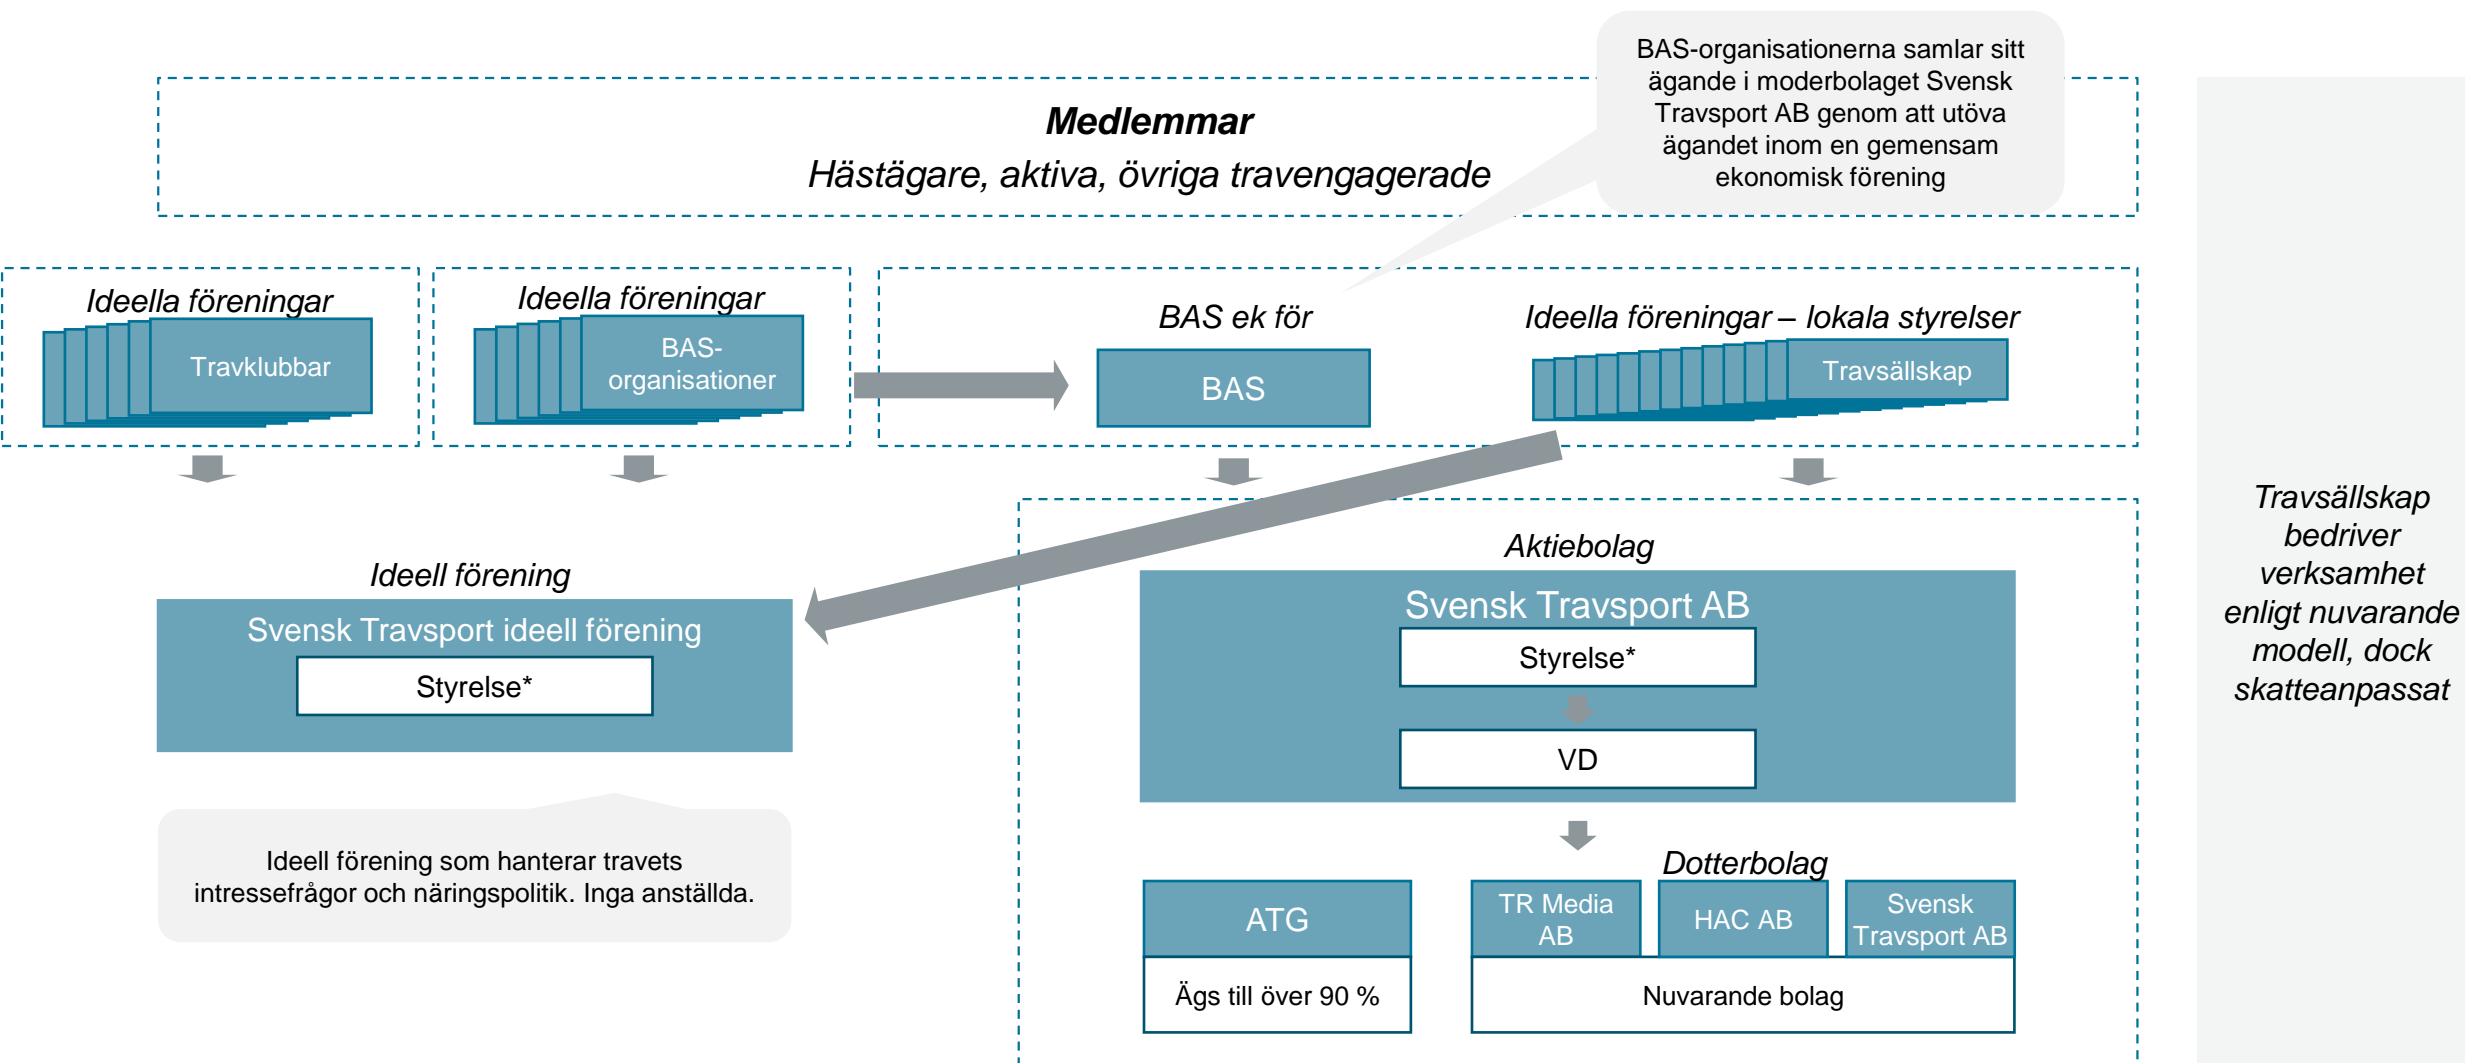 BAS-organisationerna samlar sitt
ägande i moderbolaget Svensk
Travsport AB genom att utöva
ägandet inom en gemensam
ekonomisk förening
Medlemmar
Hästägare, aktiva, övriga travengagerade
Ideella föreningar
Travklubbar
Ideella föreningar
BAS-
organisationer
BAS ek för
BAS
Ideella föreningar – lokala styrelser
Travsällskap
Ideell förening
Svensk Travsport ideell förening
Styrelse*
Ideell förening som hanterar travets
intressefrågor och näringspolitik. Inga anställda.
Aktiebolag
Svensk Travsport AB
Styrelse*
VD
Dotterbolag
ATG
Ägs till över 90 %
TR Media
AB
HAC AB
Svensk
Travsport AB
Nuvarande bolag
Travsällskap
bedriver
verksamhet
enligt nuvarande
modell, dock
skatteanpassat